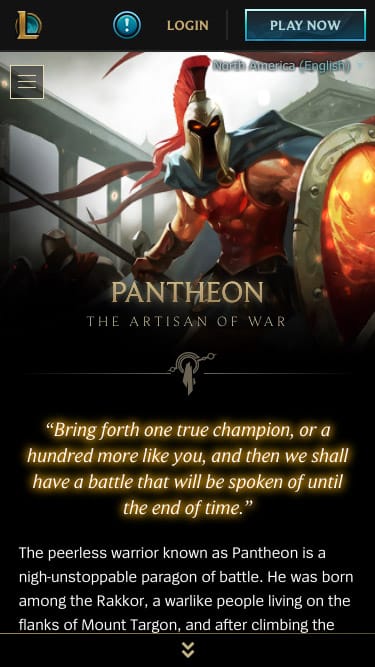 LOGIN
PLAY NOW
North America (English)
PANTHEON
THE ARTISAN OF WAR
“Bring forth one true champion, or a
hundred more like you, and then we shall
have a battle that will be spoken of until
the end of time.”
The peerless warrior known as Pantheon is a
nigh-unstoppable paragon of battle. He was born
among the Rakkor, a warlike people living on the
flanks of Mount Targon, and after climbing the